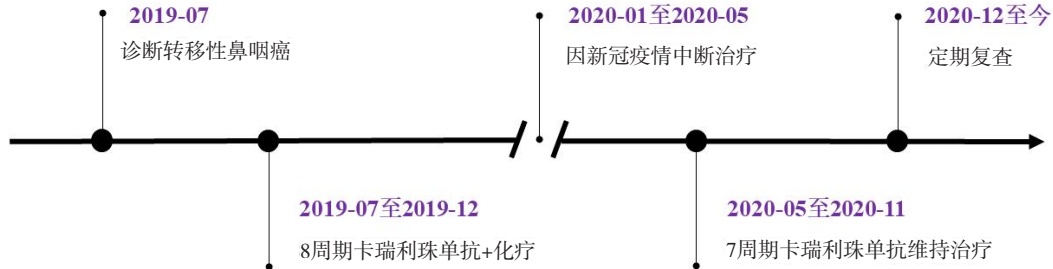 2019-07
诊断转移性鼻咽癌
2020-01至2020-05
因新冠疫情中断治疗
2020-12至今
定期复查
2019-07至2019-12
8周期卡瑞利珠单抗+化疗
2020-05至2020-11
7周期卡瑞利珠单抗维持治疗